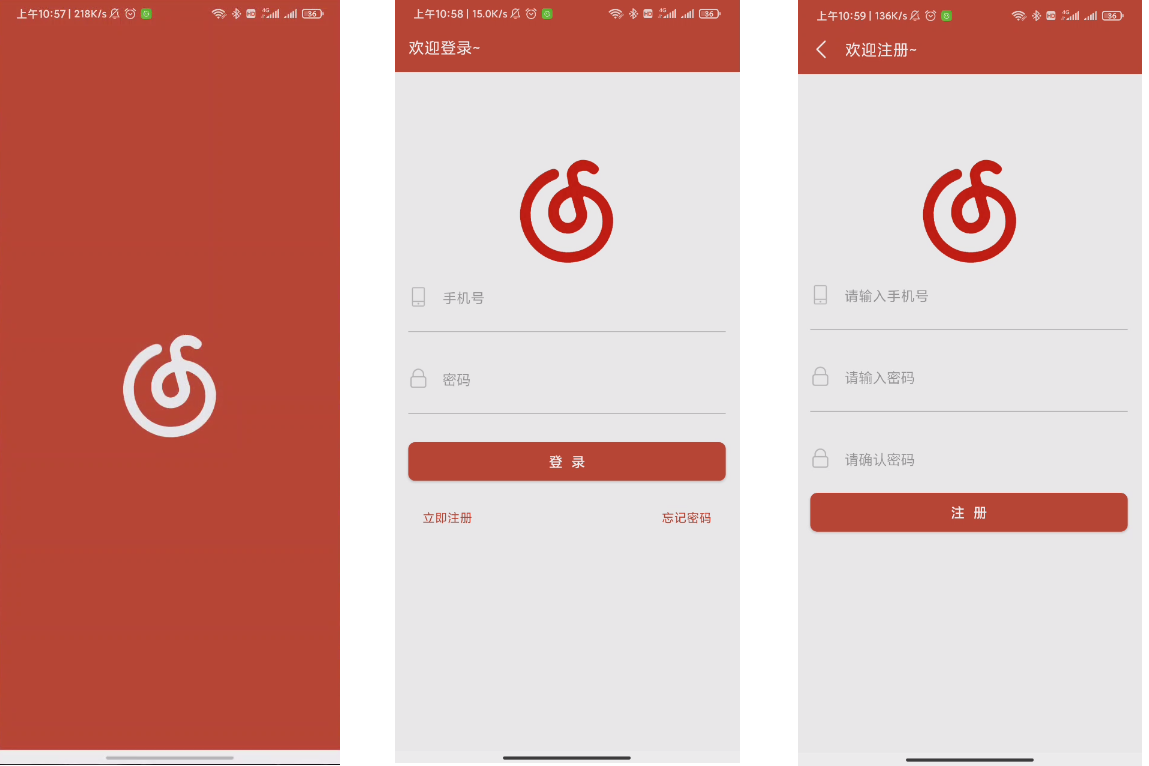 上午10:57 | 218K/s
4G
36
上午10:58 | 15.0K/s
4G
36
欢迎登录~
手机号
密码
登 录
立即注册
忘记密码
上午10:59 | 136K/s
4G
36
欢迎注册~
请输入手机号
请输入密码
请确认密码
注 册